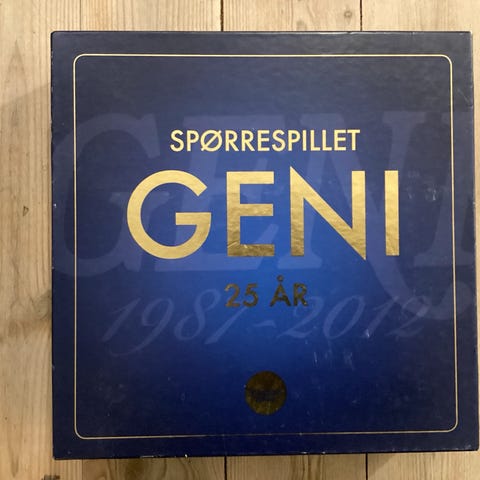 SPØRRESPILLET
GENI
25 ÅR
1987-2012